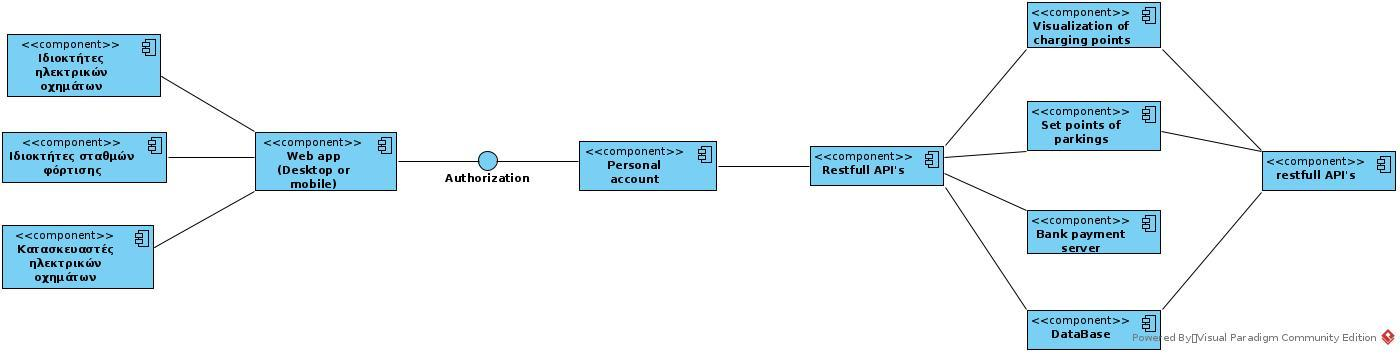 <<component>>
Ιδιοκτήτες
ηλεκτρικών
οχημάτων
<<component>>
Ιδιοκτήτες σταθμών
φόρτισης
<<component>>
Κατασκευαστές
ηλεκτρικών
οχημάτων
<<component>>
Web app
(Desktop or
mobile)
Authorization
<<component>>
Personal
account
<<component>>
Restfull API's
<<component>>
Visualization of
charging points
<<component>>
Set points of
parkings
<<component>>
Bank payment
server
<<component>>
DataBase
<<component>>
restfull API's
Powered By Visual Paradigm Community Edition